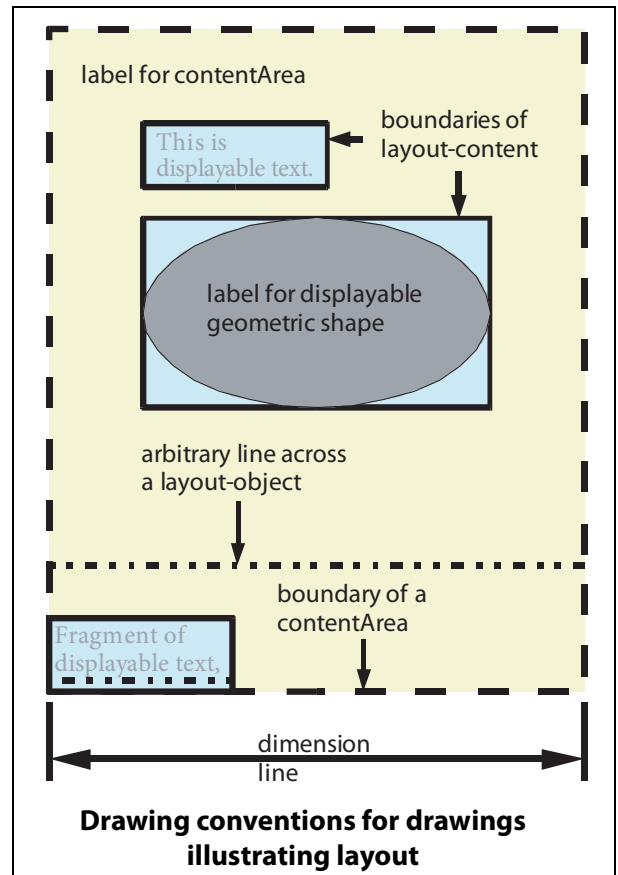 label for contentArea
This is
displayable text.
boundaries of
layout-content
label for displayable
geometric shape
arbitrary line across
a layout-object
boundary of a
contentArea
Fragment of
displayable text,
dimension
line
Drawing conventions for drawings
illustrating layout